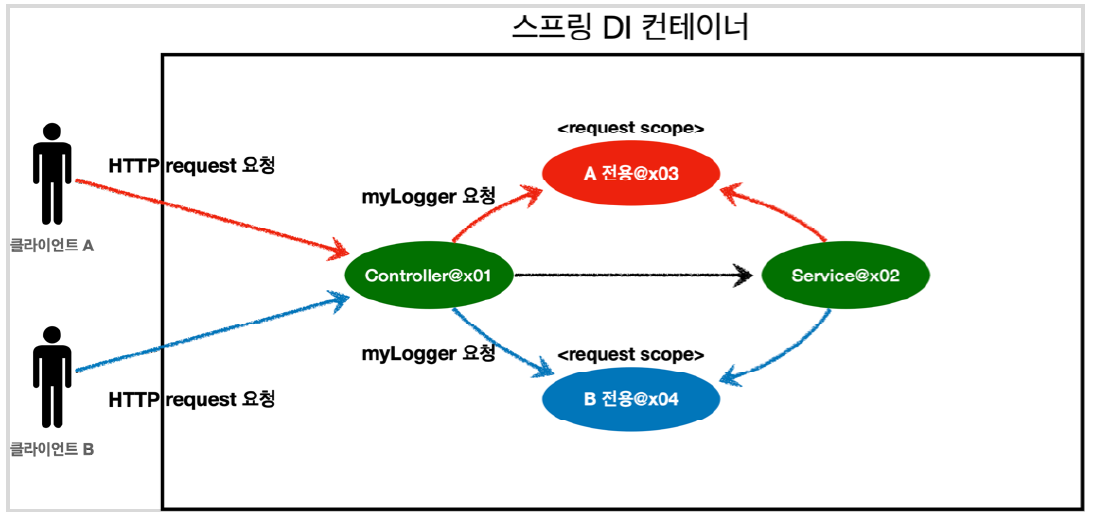 스프링 DI 컨테이너
<request scope>
HTTP request 요청
A 전용@x03
myLogger 요청
클라이언트 A
Controller@x01
Service@x02
myLogger 요청
<request scope>
HTTP request 요청
B 전용@x04
클라이언트 B